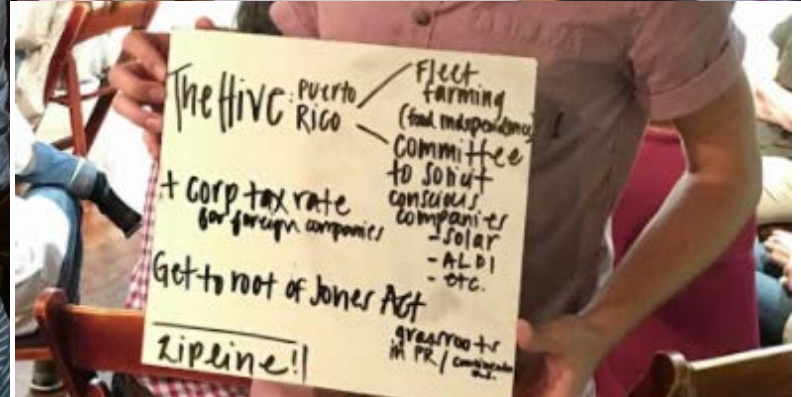 The Hive: Puerto
Rico
Fleet
farming
(food independence)
Committee
to solicit
conscious
companies
- solar
- ALDI
- etc.
+ corp tax rate
for foreign companies
Get to root of Jones Act
grassroots
in PR /
zipeine!!